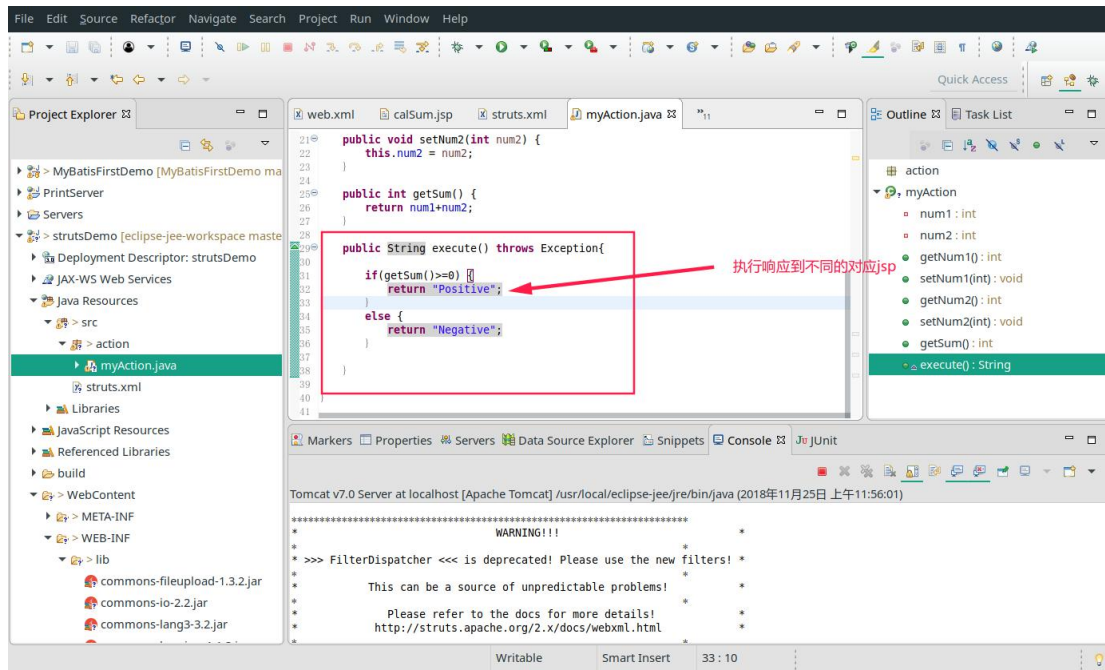 File Edit Source Refactor Navigate Search Project Run Window Help
Quick Access
Project Explorer
> MyBatisFirstDemo [MyBatisFirstDemo ma
PrintServer
Servers
> strutsDemo [eclipse-jee-workspace maste
Deployment Descriptor: strutsDemo
JAX-WS Web Services
Java Resources
> src
> action
myAction.java
struts.xml
Libraries
JavaScript Resources
Referenced Libraries
build
> WebContent
META-INF
> WEB-INF
> lib
commons-fileupload-1.3.2.jar
commons-io-2.2.jar
commons-lang3-3.2.jar
web.xml calSum.jsp struts.xml myAction.java »11
21 public void setNum2(int num2) {
22 this.num2 = num2;
23 }
24
25 public int getSum() {
26 return num1+num2;
27 }
28
29 public String execute() throws Exception{
30
31 if(getSum()>=0) {
32 return "Positive";
33 }
34 else {
35 return "Negative";
36 }
37
38 }
39
40 }
41
执行响应到不同的对应jsp
Outline Task List
action
myAction
num1 : int
num2 : int
getNum1() : int
setNum1(int) : void
getNum2() : int
setNum2(int) : void
getSum() : int
execute() : String
Markers Properties Servers Data Source Explorer Snippets Console JUnit
Tomcat v7.0 Server at localhost [Apache Tomcat] /usr/local/eclipse-jee/jre/bin/java (2018年11月25日 上午11:56:01)
* WARNING!!! *
* *
* >>> FilterDispatcher <<< is deprecated! Please use the new filters! *
* *
* This can be a source of unpredictable problems! *
* *
* Please refer to the docs for more details! *
* http://struts.apache.org/2.x/docs/webxml.html *
* *
Writable Smart Insert 33 : 10